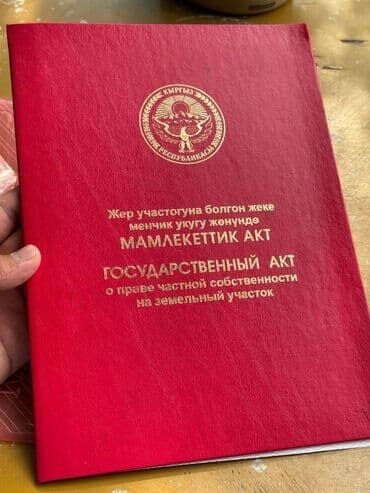 КЫРГЫЗ
РЕСПУБЛИКАСЫ
Жер участогуна болгон жеке
менчик укугу жөнүндө
МАМЛЕКЕТТИК АКТ
ГОСУДАРСТВЕННЫЙ АКТ
о праве частной собственности
на земельный участок